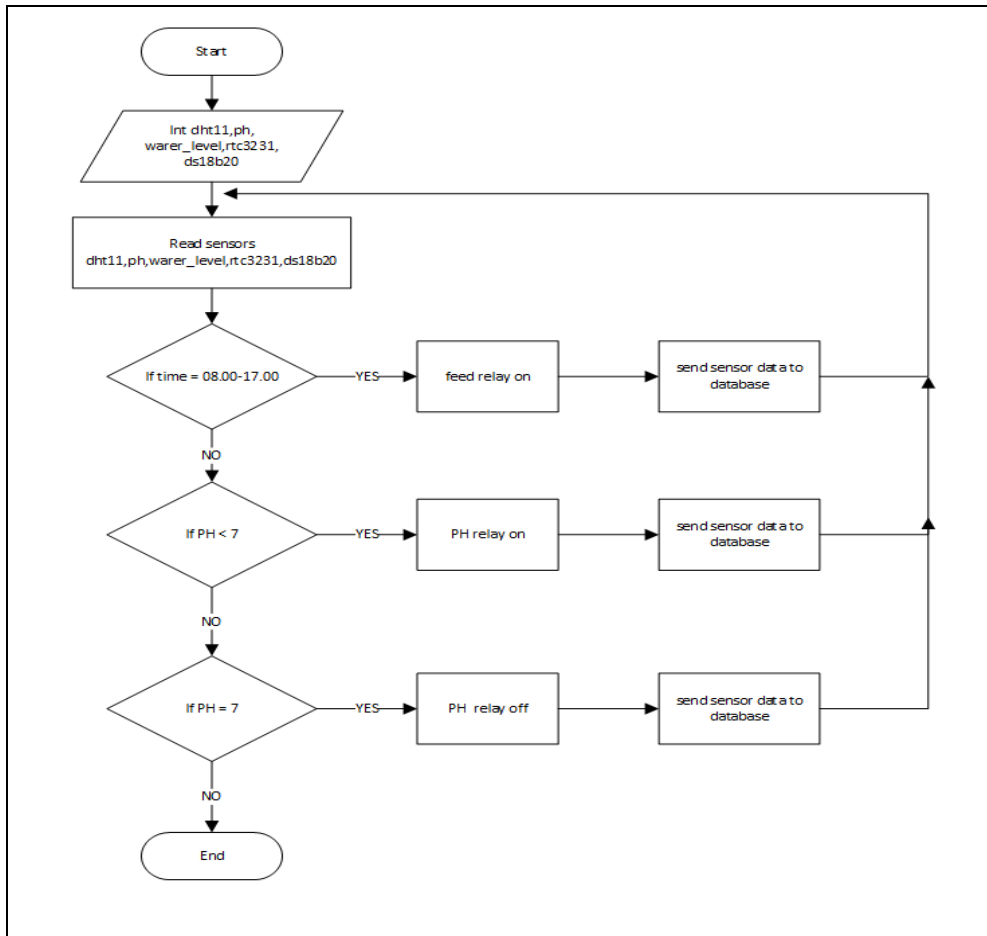 Start
Int dht11,ph,
warer_level,rtc3231,
ds18b20
Read sensors
dht11,ph,warer_level,rtc3231,ds18b20
If time = 08.00-17.00
YES
feed relay on
send sensor data to
database
NO
If PH < 7
YES
PH relay on
send sensor data to
database
NO
If PH = 7
YES
PH relay off
send sensor data to
database
NO
End